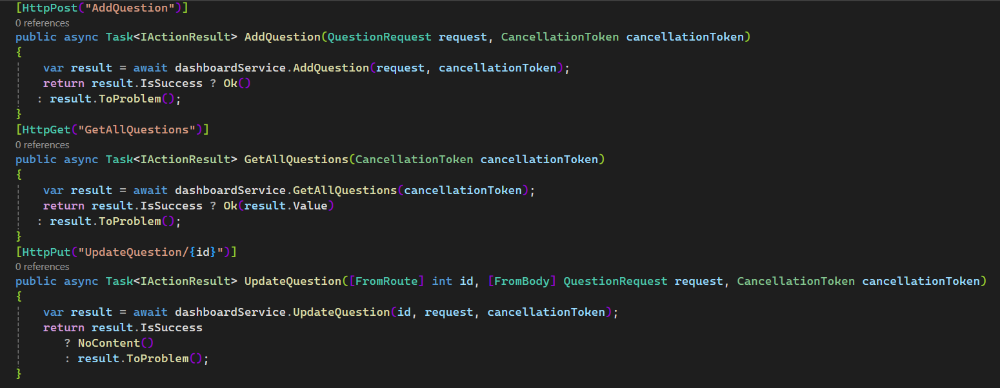 [HttpPost("AddQuestion")]
0 references
public async Task<IActionResult> AddQuestion(QuestionRequest request, CancellationToken cancellationToken)
{
var result = await dashboardService.AddQuestion(request, cancellationToken);
return result.IsSuccess ? Ok()
: result.ToProblem();
}
[HttpGet("GetAllQuestions")]
0 references
public async Task<IActionResult> GetAllQuestions(CancellationToken cancellationToken)
{
var result = await dashboardService.GetAllQuestions(cancellationToken);
return result.IsSuccess ? Ok(result.Value)
: result.ToProblem();
}
[HttpPut("UpdateQuestion/{id}")]
0 references
public async Task<IActionResult> UpdateQuestion([FromRoute] int id, [FromBody] QuestionRequest request, CancellationToken cancellationToken)
{
var result = await dashboardService.UpdateQuestion(id, request, cancellationToken);
return result.IsSuccess
? NoContent()
: result.ToProblem();
}